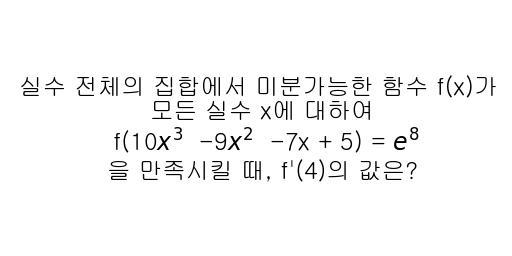 실수 전체의 집합에서 미분가능한 함수 f(x)가
모든 실수 x에 대하여
f(10x³ -9x² -7x + 5) = e⁸
을 만족시킬 때, f'(4)의 값은?